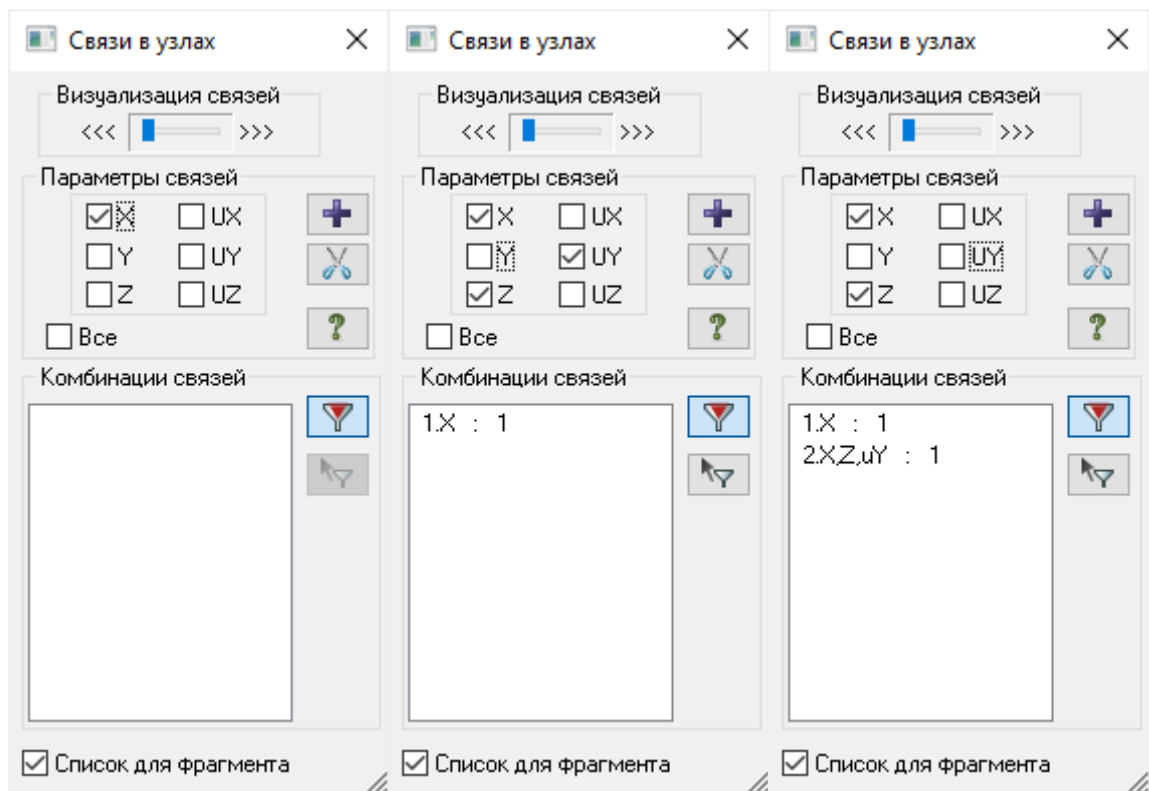 Связи в узлах
Визуализация связей
<<< >>>
Параметры связей
X UX
Y UY
Z UZ
Все
Комбинации связей
Список для фрагмента
Связи в узлах
Визуализация связей
<<< >>>
Параметры связей
X UX
Y UY
Z UZ
Все
Комбинации связей
1.X : 1
Список для фрагмента
Связи в узлах
Визуализация связей
<<< >>>
Параметры связей
X UX
Y UY
Z UZ
Все
Комбинации связей
1.X : 1
2.X,Z,uY : 1
Список для фрагмента